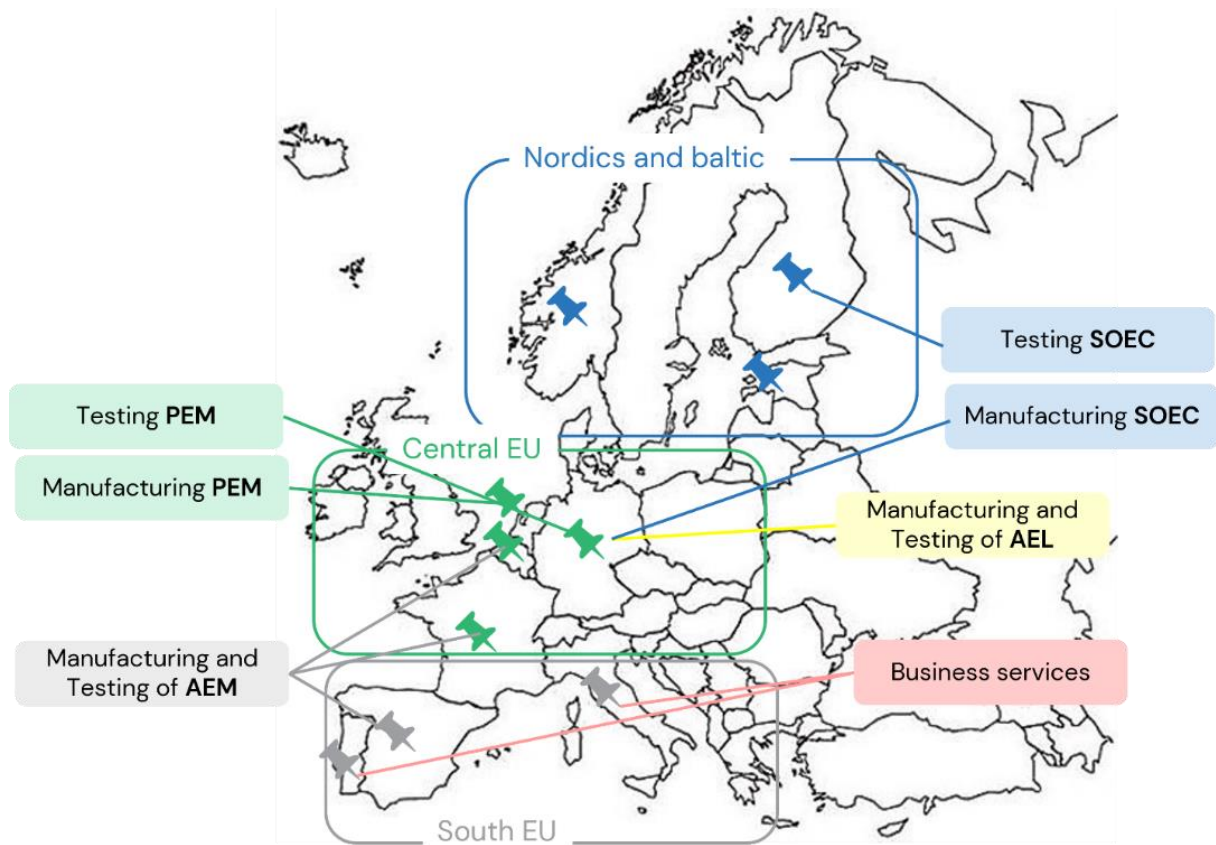 Nordics and baltic
Testing SOEC
Manufacturing SOEC
Testing PEM
Central EU
Manufacturing PEM
Manufacturing and
Testing of AEL
Manufacturing and
Testing of AEM
Business services
South EU